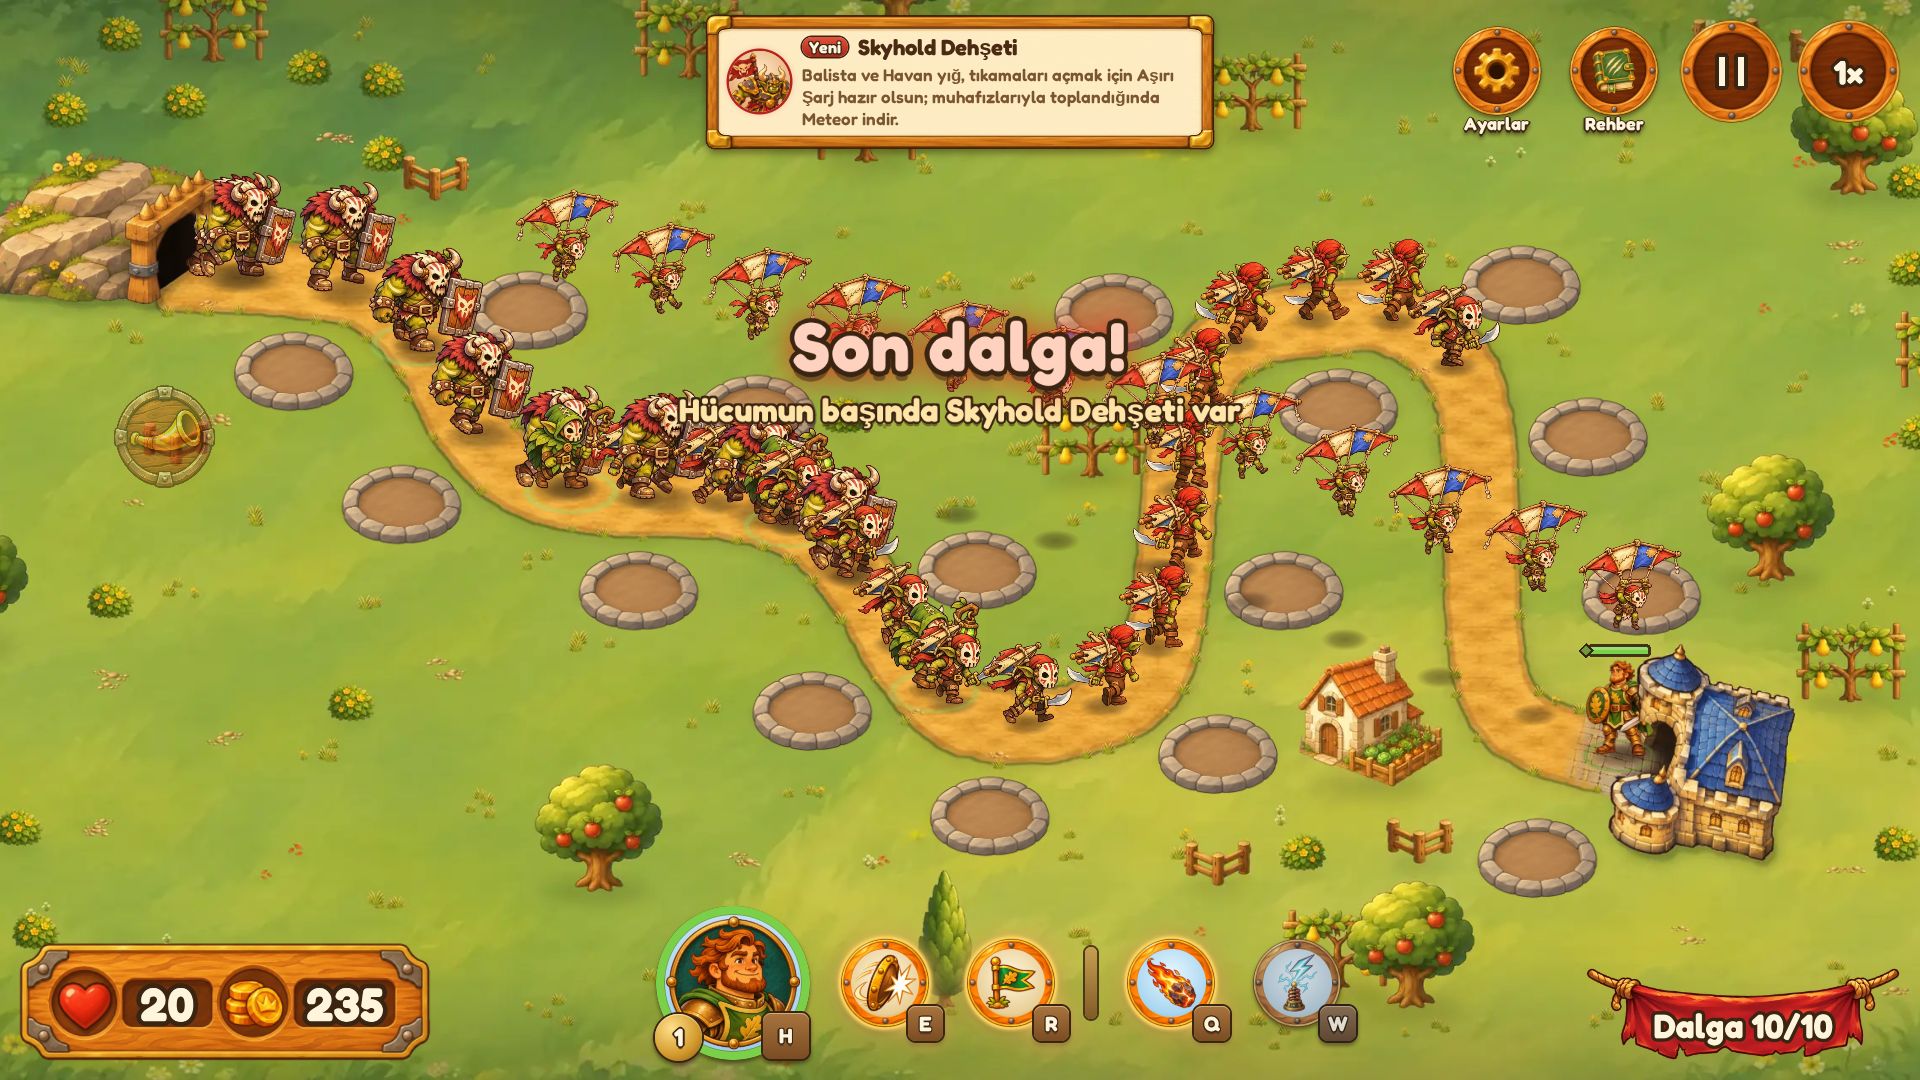 Yeni Skyhold Dehşeti
Balista ve Havan yığ, tıkamaları açmak için Aşırı
Şarj hazır olsun; muhafızlarıyla toplandığında
Meteor indir.
1x
Ayarlar
Rehber
Son dalga!
Hücumun başında Skyhold Dehşeti var
20
235
1
H
E
R
Q
W
Dalga 10/10